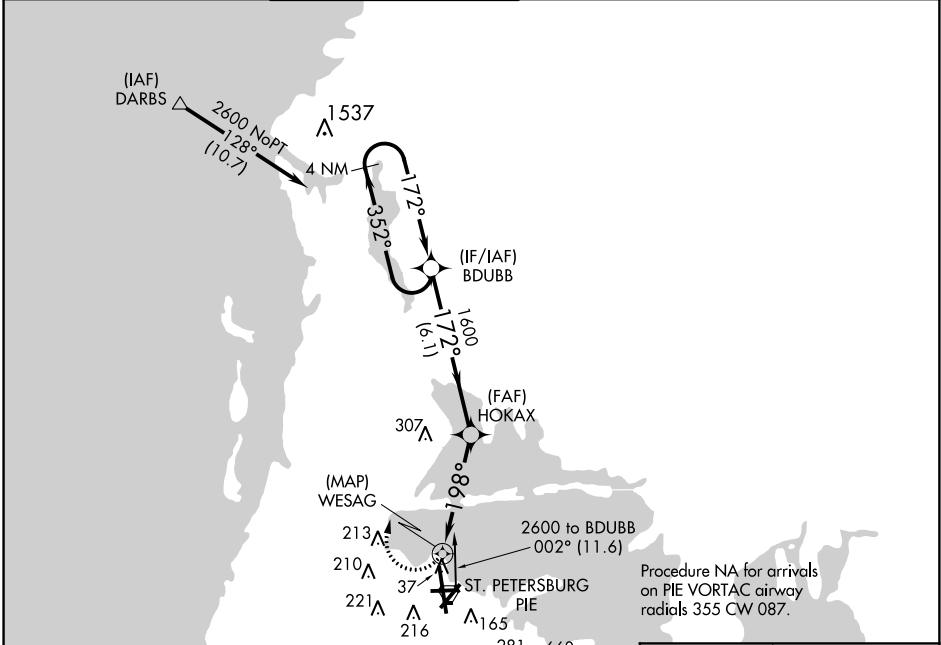 (IAF)
DARBS
2600 NoPT
128°
(10.7)
1537
4 NM
172°
352°
(IF/IAF)
BDUBB
1600
172°
(6.1)
(FAF)
HOKAX
307
198°
(MAP)
WESAG
213
2600 to BDUBB
002° (11.6)
210
37
ST. PETERSBURG
PIE
221
216
165
Procedure NA for arrivals
on PIE VORTAC airway
radials 355 CW 087.